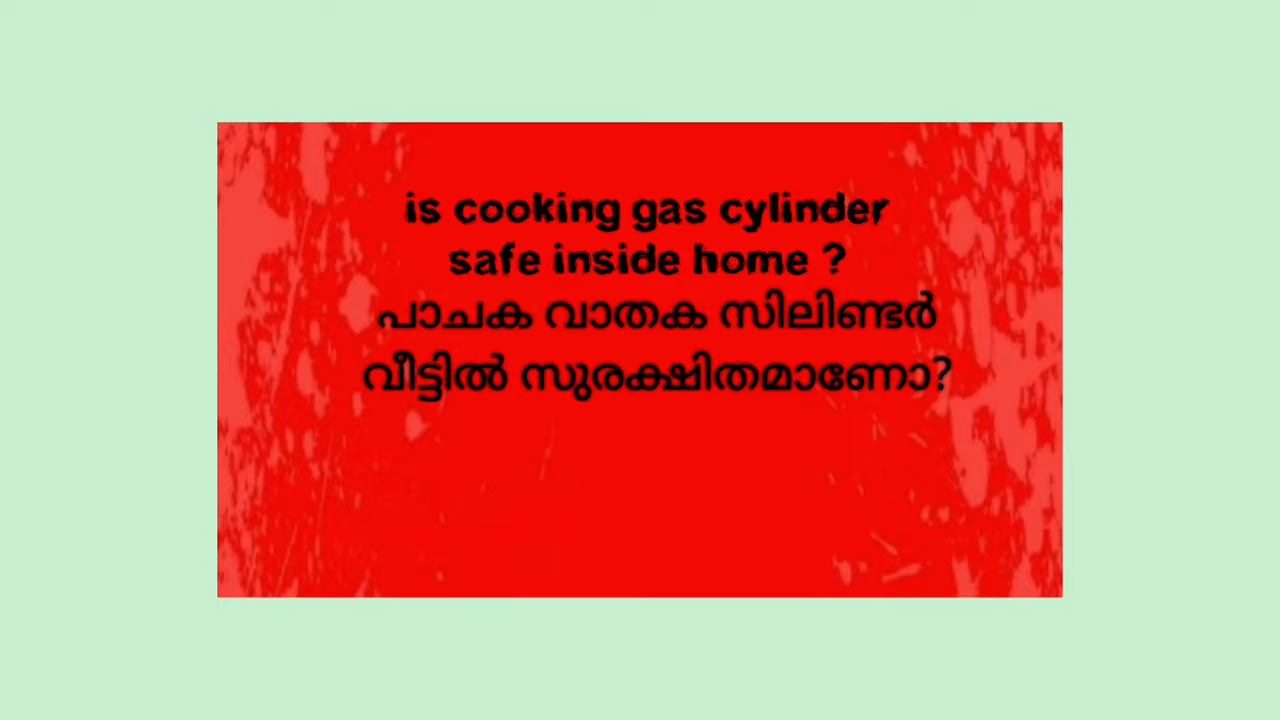 is cooking gas cylinder
safe inside home ?
പാചക വാതക സിലിണ്ടർ
വീട്ടിൽ സുരക്ഷിതമാണോ?